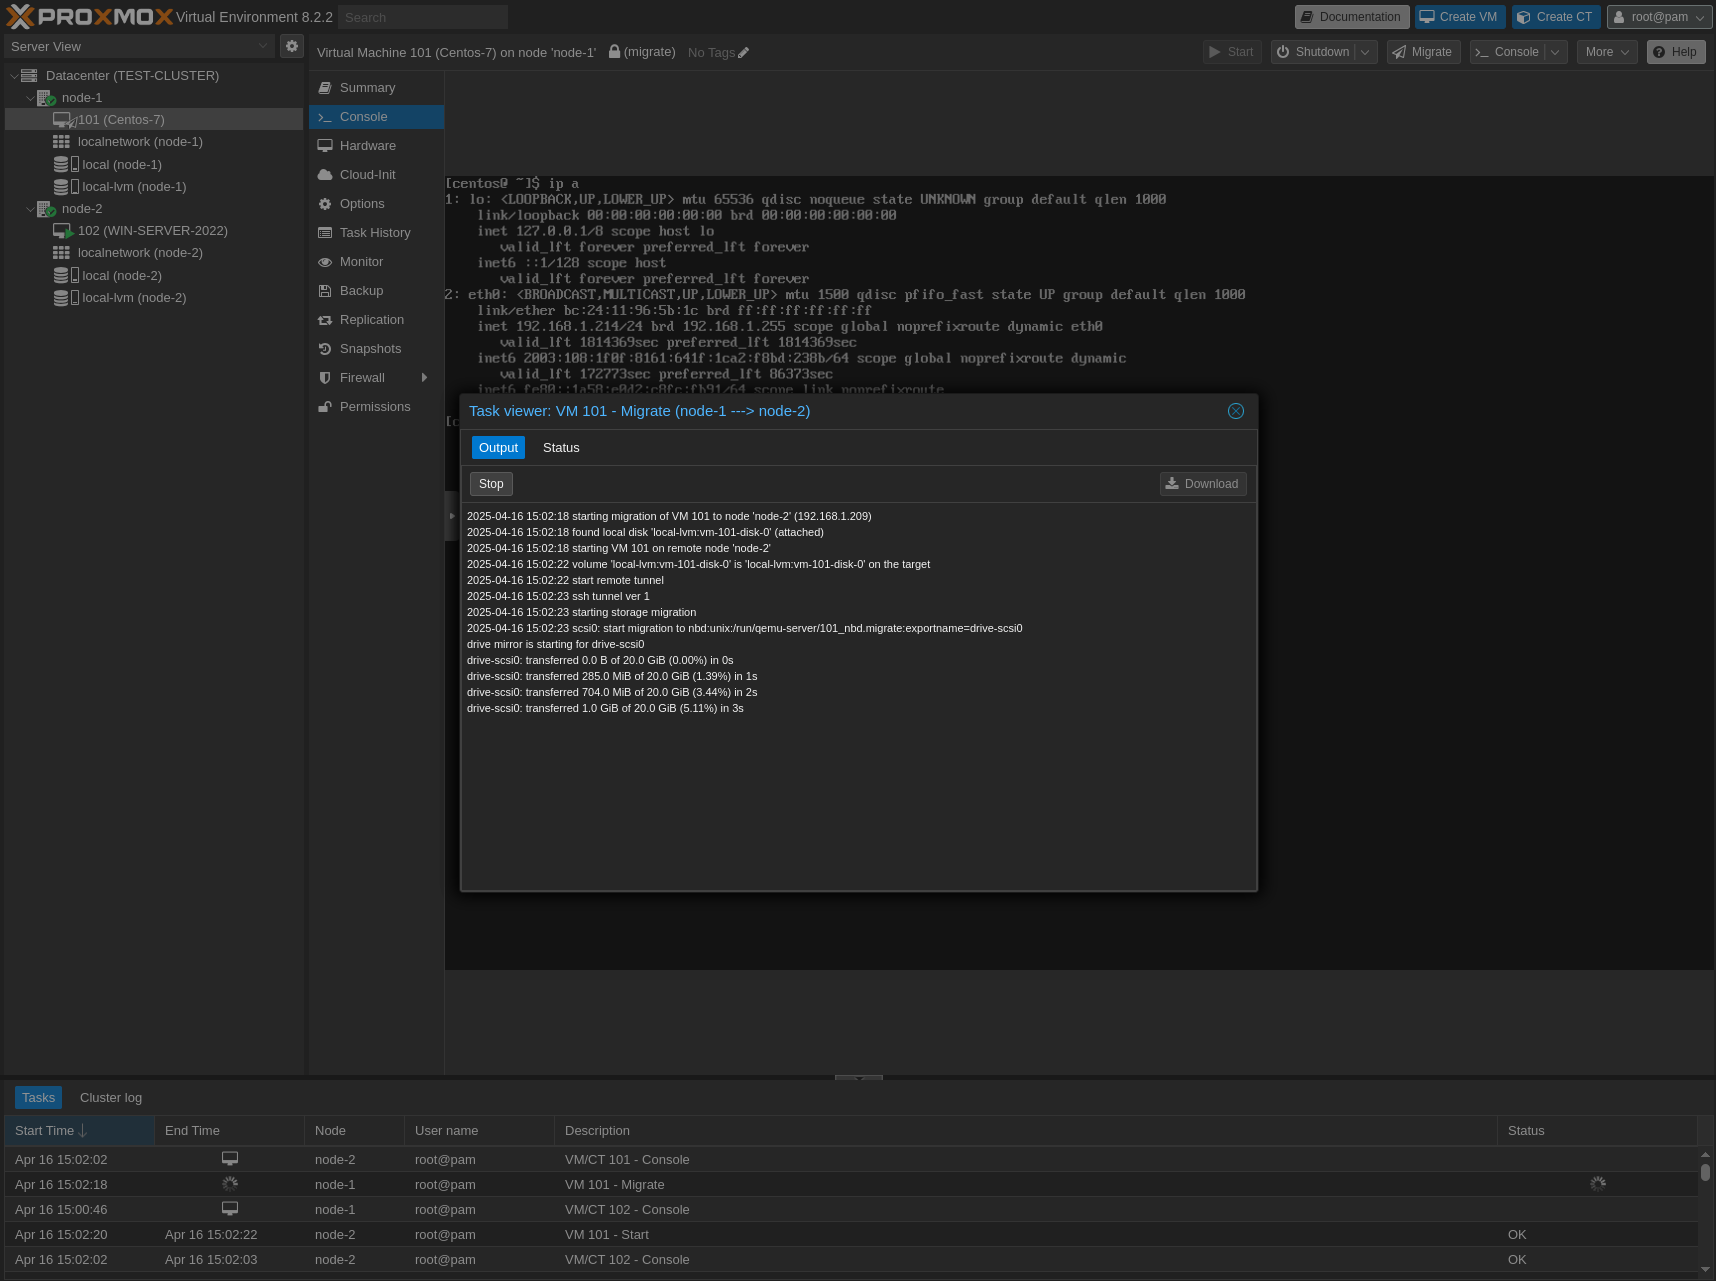 PROXMOX Virtual Environment 8.2.2 Search Documentation Create VM Create CT root@pam
Server View
Virtual Machine 101 (Centos-7) on node 'node-1' (migrate) No Tags Start Shutdown Migrate Console More Help
Datacenter (TEST-CLUSTER)
node-1
101 (Centos-7)
localnetwork (node-1)
local (node-1)
local-lvm (node-1)
node-2
102 (WIN-SERVER-2022)
localnetwork (node-2)
local (node-2)
local-lvm (node-2)
Summary
Console
Hardware
Cloud-Init
Options
Task History
Monitor
Backup
Replication
Snapshots
Firewall
Permissions
[centos@ ~]$ ip a
1: lo: <LOOPBACK,UP,LOWER_UP> mtu 65536 qdisc noqueue state UNKNOWN group default qlen 1000
link/loopback 00:00:00:00:00:00 brd 00:00:00:00:00:00
inet 127.0.0.1/8 scope host lo
valid_lft forever preferred_lft forever
inet6 ::1/128 scope host
valid_lft forever preferred_lft forever
2: eth0: <BROADCAST,MULTICAST,UP,LOWER_UP> mtu 1500 qdisc pfifo_fast state UP group default qlen 1000
link/ether bc:24:11:96:5b:1c brd ff:ff:ff:ff:ff:ff
inet 192.168.1.214/24 brd 192.168.1.255 scope global noprefixroute dynamic eth0
valid_lft 1814369sec preferred_lft 1814369sec
inet6 2003:108:1f0f:8161:641f:1ca2:f8bd:238b/64 scope global noprefixroute dynamic
valid_lft 172773sec preferred_lft 86373sec
inet6 fe80::1a58:e0d2:c8fc:fb91/64 scope link noprefixroute
[c
Task viewer: VM 101 - Migrate (node-1 ---> node-2)
Output Status
Stop Download
2025-04-16 15:02:18 starting migration of VM 101 to node 'node-2' (192.168.1.209)
2025-04-16 15:02:18 found local disk 'local-lvm:vm-101-disk-0' (attached)
2025-04-16 15:02:18 starting VM 101 on remote node 'node-2'
2025-04-16 15:02:22 volume 'local-lvm:vm-101-disk-0' is 'local-lvm:vm-101-disk-0' on the target
2025-04-16 15:02:22 start remote tunnel
2025-04-16 15:02:23 ssh tunnel ver 1
2025-04-16 15:02:23 starting storage migration
2025-04-16 15:02:23 scsi0: start migration to nbd:unix:/run/qemu-server/101_nbd.migrate:exportname=drive-scsi0
drive mirror is starting for drive-scsi0
drive-scsi0: transferred 0.0 B of 20.0 GiB (0.00%) in 0s
drive-scsi0: transferred 285.0 MiB of 20.0 GiB (1.39%) in 1s
drive-scsi0: transferred 704.0 MiB of 20.0 GiB (3.44%) in 2s
drive-scsi0: transferred 1.0 GiB of 20.0 GiB (5.11%) in 3s
Tasks Cluster log
Start Time End Time Node User name Description Status
Apr 16 15:02:02 node-2 root@pam VM/CT 101 - Console
Apr 16 15:02:18 node-1 root@pam VM 101 - Migrate
Apr 16 15:00:46 node-1 root@pam VM/CT 102 - Console
Apr 16 15:02:20 Apr 16 15:02:22 node-2 root@pam VM 101 - Start OK
Apr 16 15:02:02 Apr 16 15:02:03 node-2 root@pam VM/CT 102 - Console OK